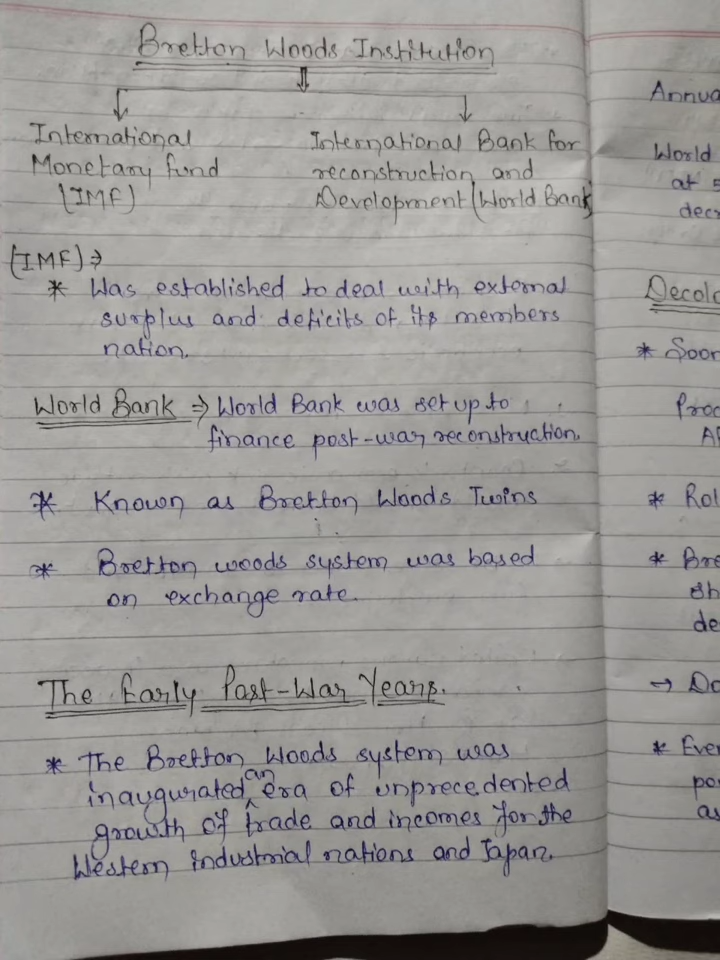 Bretton Woods Institution
International
Monetary fund
(IMF)
International Bank for
reconstruction and
Development (World Bank)
(IMF) ⇒
* Was established to deal with external
surplus and deficits of its members
nation.
World Bank ⇒ World Bank was set up to
finance post-war reconstruction.
* Known as Bretton Woods Twins
* Bretton woods system was based
on exchange rate.
The Early Post-War Years.
* The Bretton Woods system was
inaugurated an era of unprecedented
growth of trade and incomes for the
Western industrial nations and Japan.
Annua
World
at 5
decr
Decolo
* Soon
Proc
* Rol
* Bre
sh
de
→ Do
* Ever
po
as